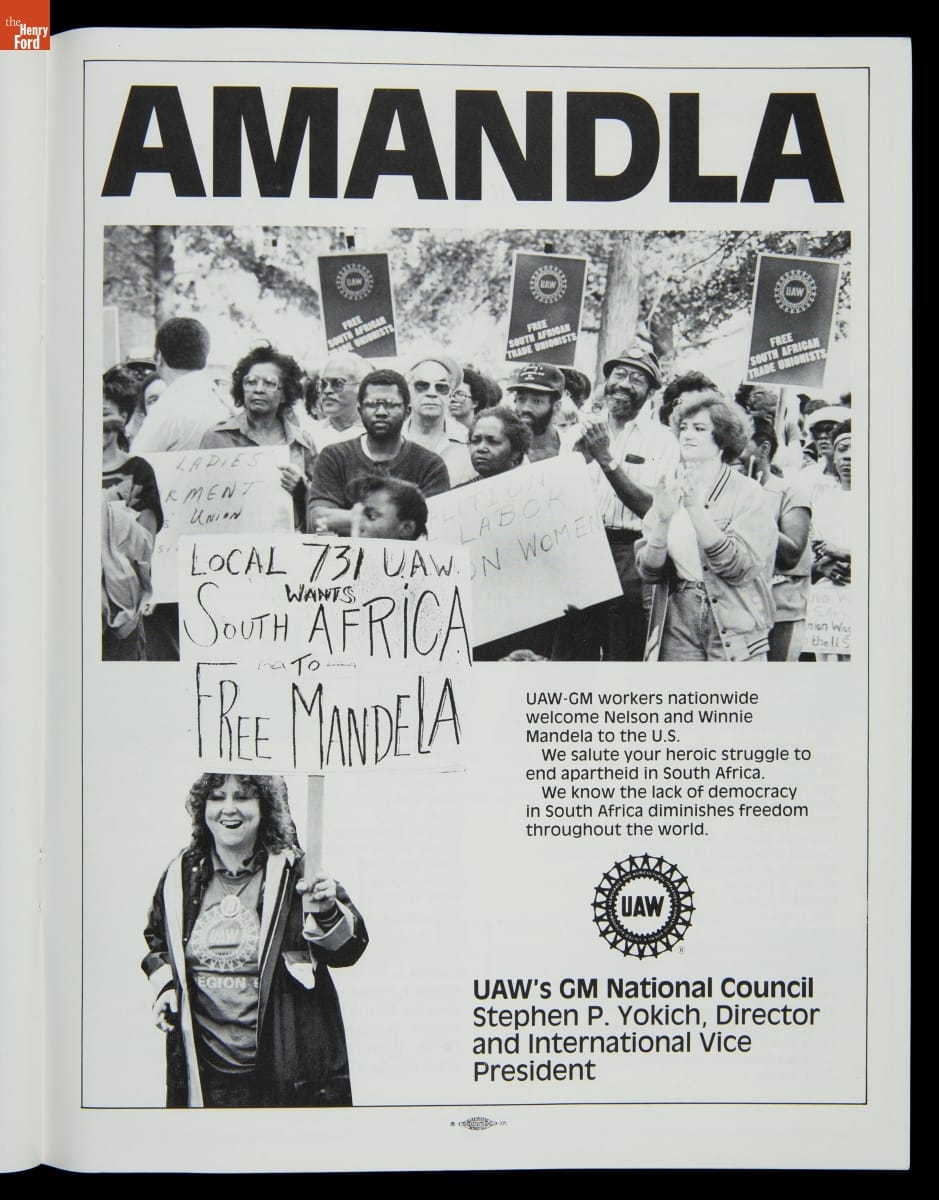 the
Henry
Ford
AMANDLA
UAW
FREE
SOUTH AFRICAN
TRADE UNIONISTS
UAW
FREE
SOUTH AFRICAN
TRADE UNIONISTS
UAW
FREE
SOUTH AFRICAN
TRADE UNIONISTS
LADIES
RMENT
UNION
LITION
LABOR
ON WOMEN
LOCAL 731 U.A.W.
WANTS
SOUTH AFRICA
TO
FREE MANDELA
the U.S
UAW-GM workers nationwide
welcome Nelson and Winnie
Mandela to the U.S.
We salute your heroic struggle to
end apartheid in South Africa.
We know the lack of democracy
in South Africa diminishes freedom
throughout the world.
UAW
UAW
EGION
UAW's GM National Council
Stephen P. Yokich, Director
and International Vice
President